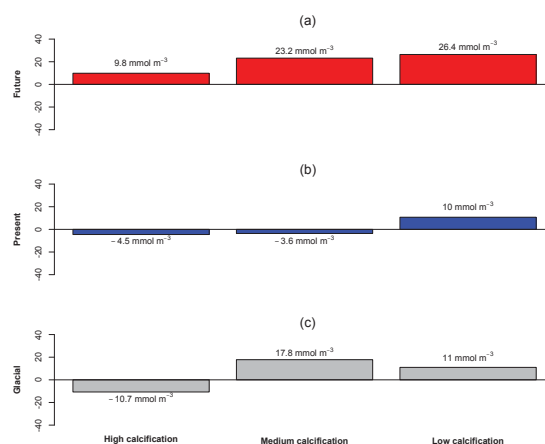 (a)
40
20
0
-20
-40
Future
9.8 mmol m⁻³
23.2 mmol m⁻³
26.4 mmol m⁻³
(b)
40
20
0
-20
-40
Present
− 4.5 mmol m⁻³
− 3.6 mmol m⁻³
10 mmol m⁻³
(c)
40
20
0
-20
-40
Glacial
− 10.7 mmol m⁻³
17.8 mmol m⁻³
11 mmol m⁻³
High calcification
Medium calcification
Low calcification